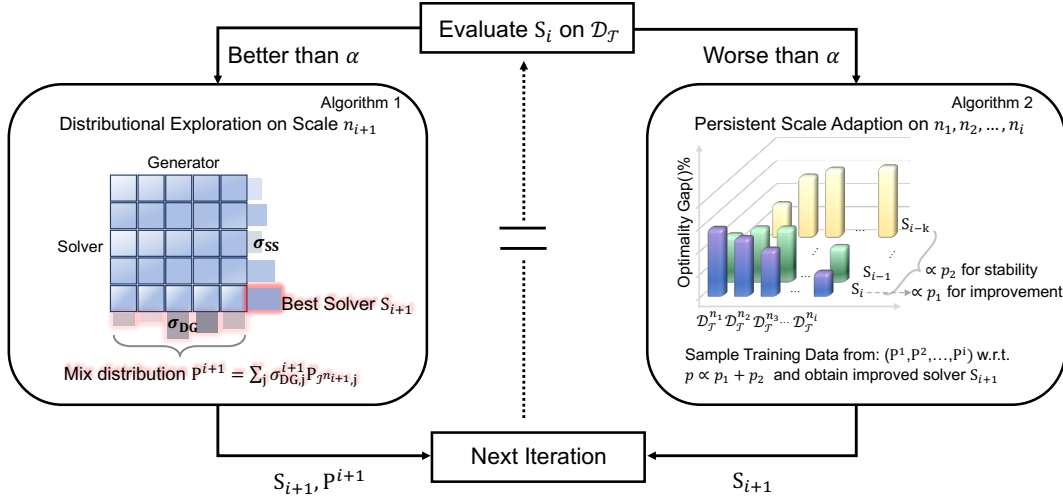 Evaluate S_i on 𝒟_𝒯
Better than α
Worse than α
Algorithm 1
Distributional Exploration on Scale n_{i+1}
Generator
Solver
σ_SS
Best Solver S_{i+1}
σ_DG
Mix distribution P^{i+1} = ∑_j σ_{DG,j}^{i+1} P_{𝒯^{n_{i+1}},j}
Algorithm 2
Persistent Scale Adaption on n_1, n_2, ..., n_i
Optimality Gap()%
...
S_{i−k}
...
...
S_{i−1}
...
S_i
∝ p_2 for stability
∝ p_1 for improvement
𝒟_𝒯^{n_1} 𝒟_𝒯^{n_2} 𝒟_𝒯^{n_3} ... 𝒟_𝒯^{n_i}
Sample Training Data from: (P^1,P^2,...,P^i) w.r.t.
p ∝ p_1 + p_2 and obtain improved solver S_{i+1}
Next Iteration
S_{i+1}, P^{i+1}
S_{i+1}